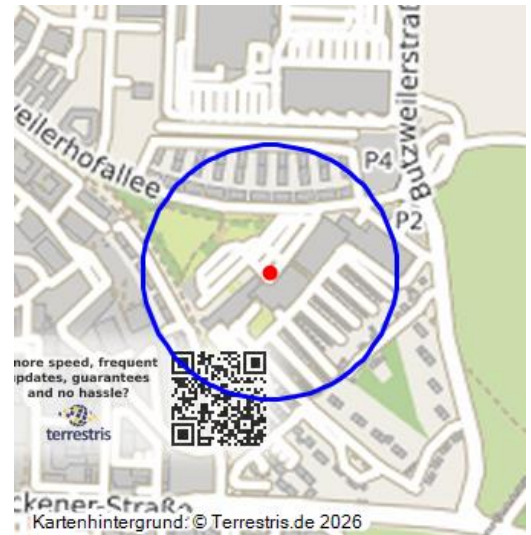 Butzweilerstraß
weilerhofallee
P4
P2
more speed, frequent
updates, guarantees
and no hassle?
terrestris
ckener-Straße
Kartenhintergrund: © Terrestris.de 2026